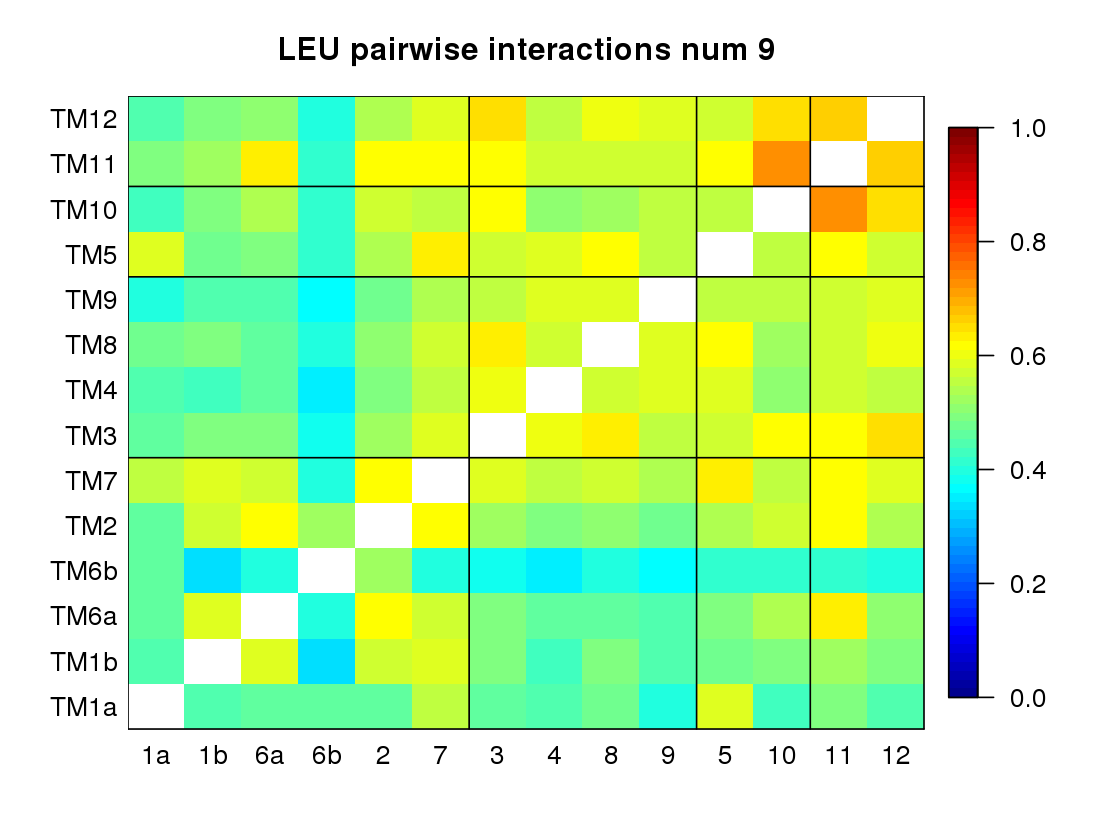 LEU pairwise interactions num 9
TM12
TM11
TM10
TM5
TM9
TM8
TM4
TM3
TM7
TM2
TM6b
TM6a
TM1b
TM1a
1a 1b 6a 6b 2 7 3 4 8 9 5 10 11 12
1.0
0.8
0.6
0.4
0.2
0.0